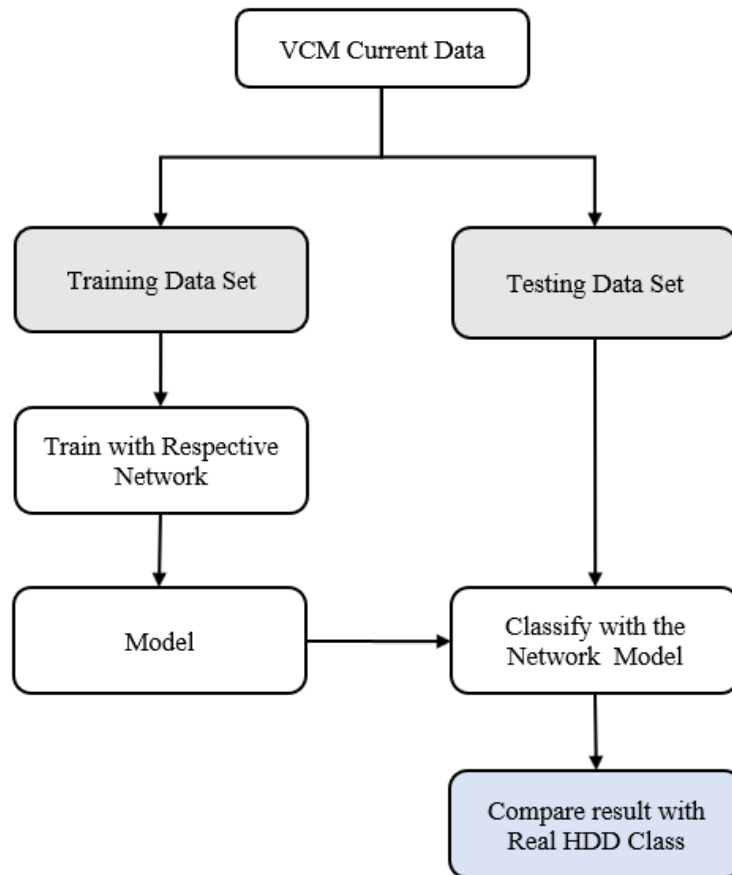 VCM Current Data
Training Data Set
Testing Data Set
Train with Respective
Network
Model
Classify with the
Network Model
Compare result with
Real HDD Class